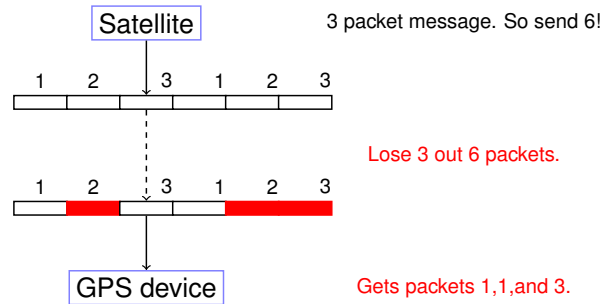 Satellite
3 packet message. So send 6!
1 2 3 1 2 3
Lose 3 out 6 packets.
1 2 3 1 2 3
GPS device
Gets packets 1,1,and 3.